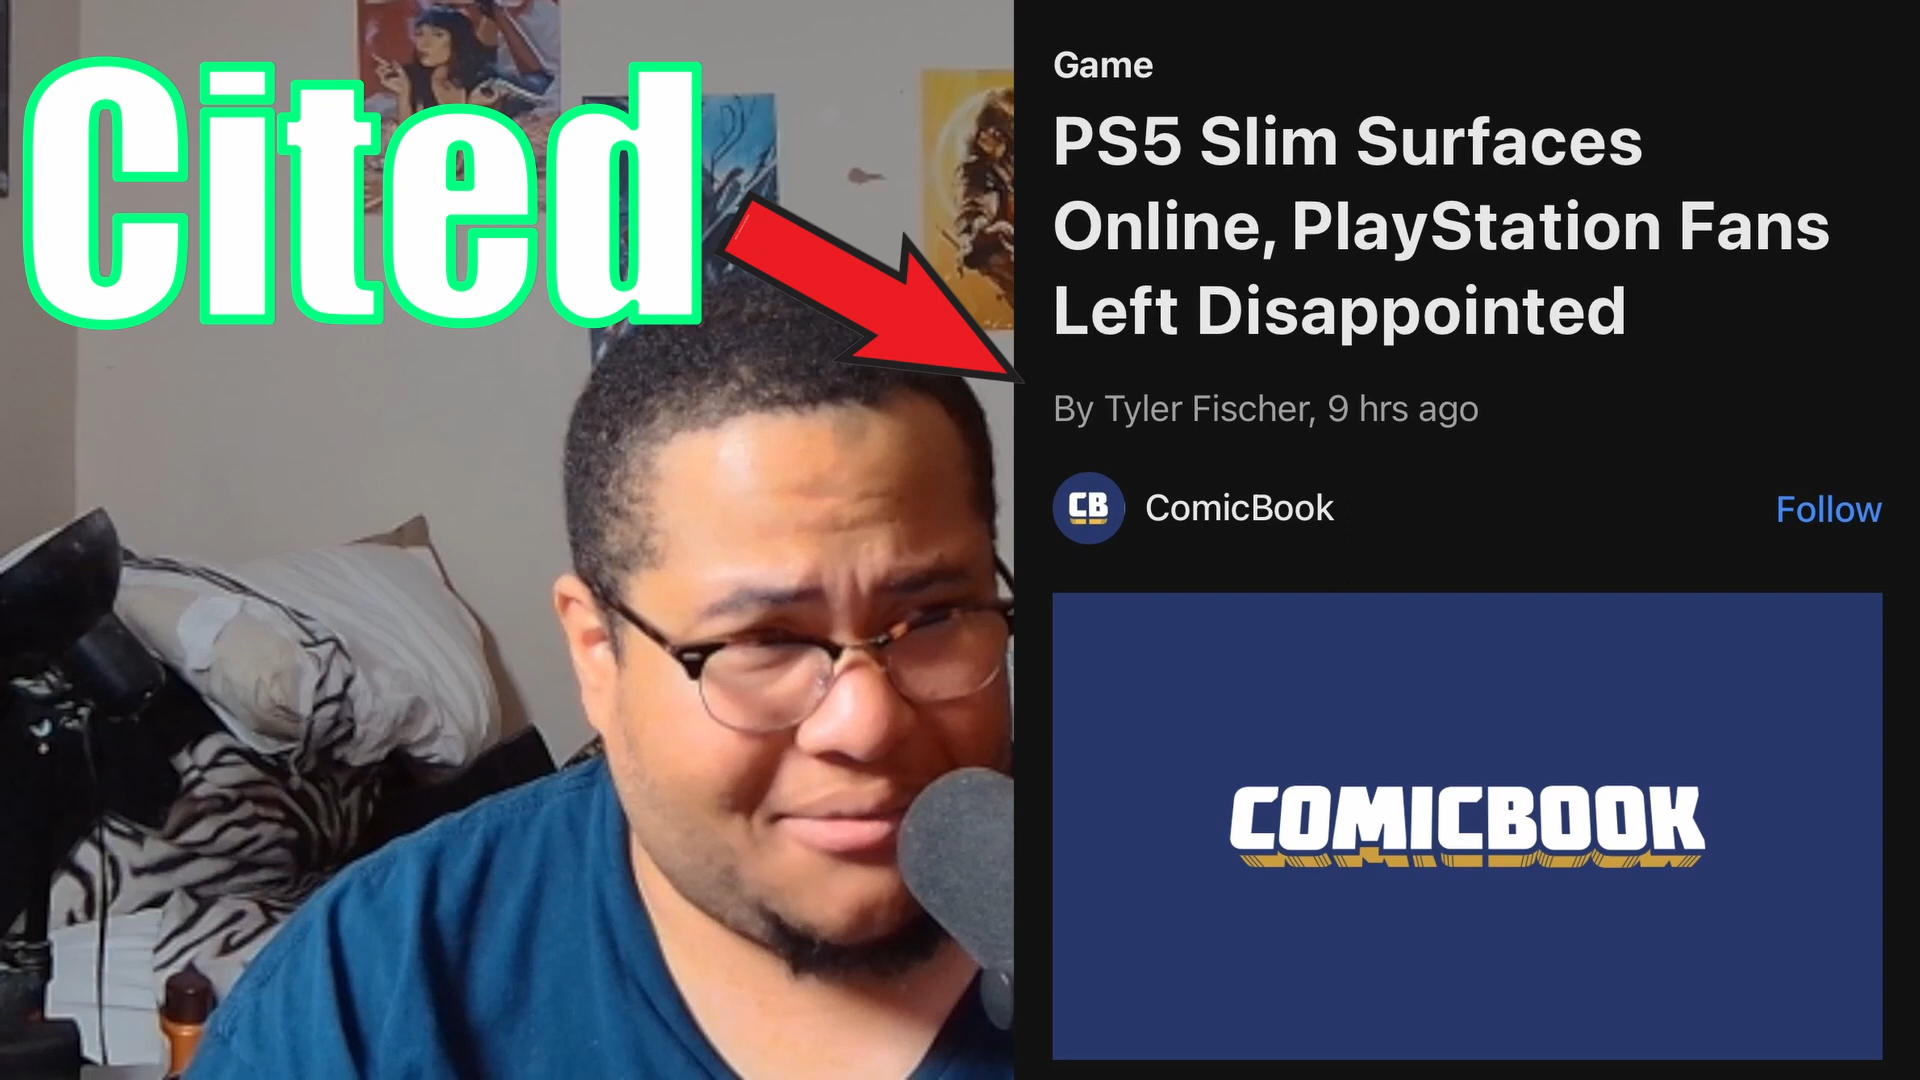 Cited
Game
PS5 Slim Surfaces
Online, PlayStation Fans
Left Disappointed
By Tyler Fischer, 9 hrs ago
CB
ComicBook
Follow
COMICBOOK